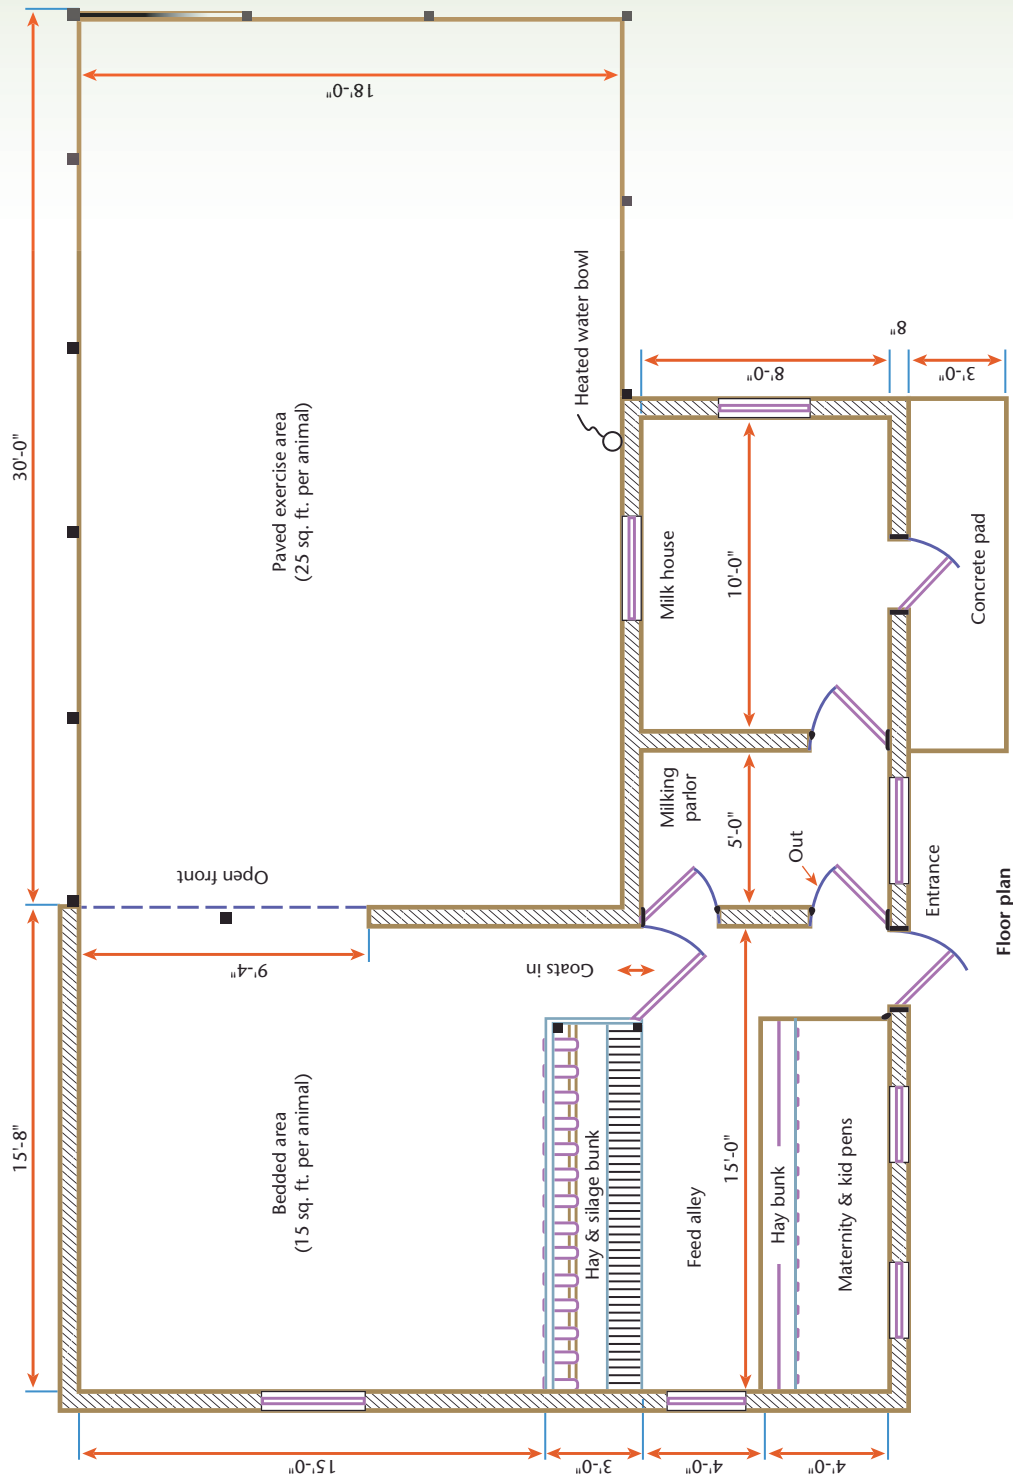 15'-8"
30'-0"
15'-0"
Bedded area
(15 sq. ft. per animal)
9'-4"
Open front
Paved exercise area
(25 sq. ft. per animal)
18'-0"
Heated water bowl
3'-0"
Hay & silage bunk
Goats in
4'-0"
Feed alley
15'-0"
Milking
parlor
5'-0"
Out
Milk house
10'-0"
8'-0"
4'-0"
Hay bunk
Maternity & kid pens
8"
Entrance
Concrete pad
3'-0"
Floor plan